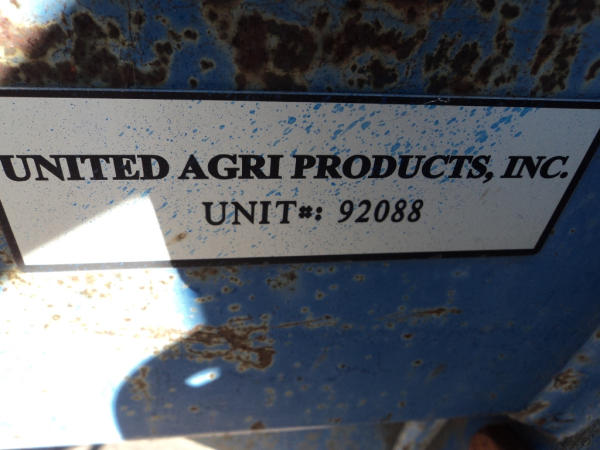 UNITED AGRI PRODUCTS, INC.
UNIT#: 92088